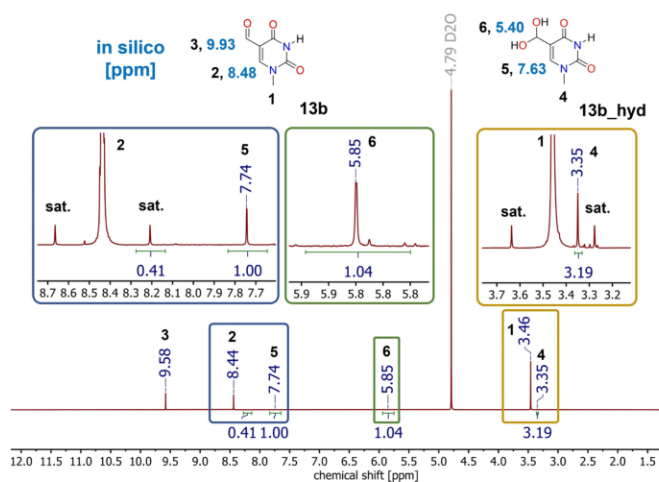 in silico
[ppm]
3, 9.93
2, 8.48
O
O
N
H
N
O
1
13b
4.79 D2O
6, 5.40
OH
HO
O
N
H
N
O
5, 7.63
4
13b_hyd
2
5
7.74
sat.
sat.
0.41
1.00
8.7 8.6 8.5 8.4 8.3 8.2 8.1 8.0 7.9 7.8 7.7
6
5.85
1.04
5.9 5.9 5.8 5.8 5.8
1
4
3.35
sat.
sat.
3.19
3.7 3.6 3.5 3.4 3.3 3.2
3
9.58
2
8.44
5
7.74
6
5.85
1
3.46
4
3.35
0.41 1.00
1.04
3.19
12.0 11.5 11.0 10.5 10.0 9.5 9.0 8.5 8.0 7.5 7.0 6.5 6.0 5.5 5.0 4.5 4.0 3.5 3.0 2.5 2.0 1.5 1.0
chemical shift [ppm]